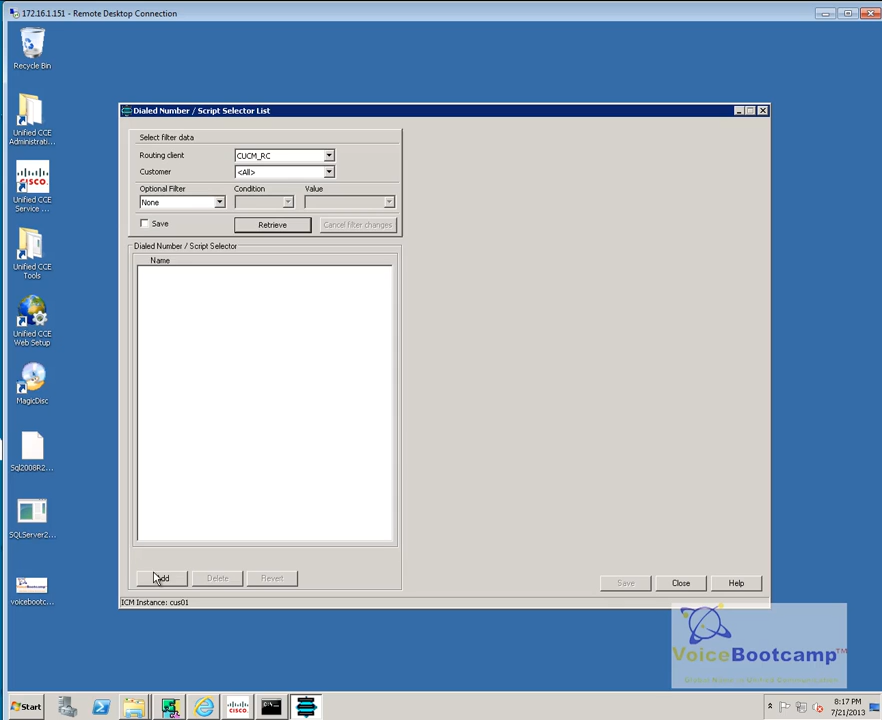 172.16.1.151 - Remote Desktop Connection
Recycle Bin
Unified CCE
Administrati...
Unified CCE
Service ...
Unified CCE
Tools
Unified CCE
Web Setup
MagicDisc
Sql2008R2...
SQLServer2...
voicebootc...
Dialed Number / Script Selector List
Select filter data
Routing client
CUCM_RC
Customer
<All>
Optional Filter
Condition
Value
None
Save
Retrieve
Cancel filter changes
Dialed Number / Script Selector
Name
Add
Delete
Revert
Save
Close
Help
ICM Instance: cus01
CISCO
VoiceBootcamp™
Start
CISCO
8:17 PM
7/21/2013